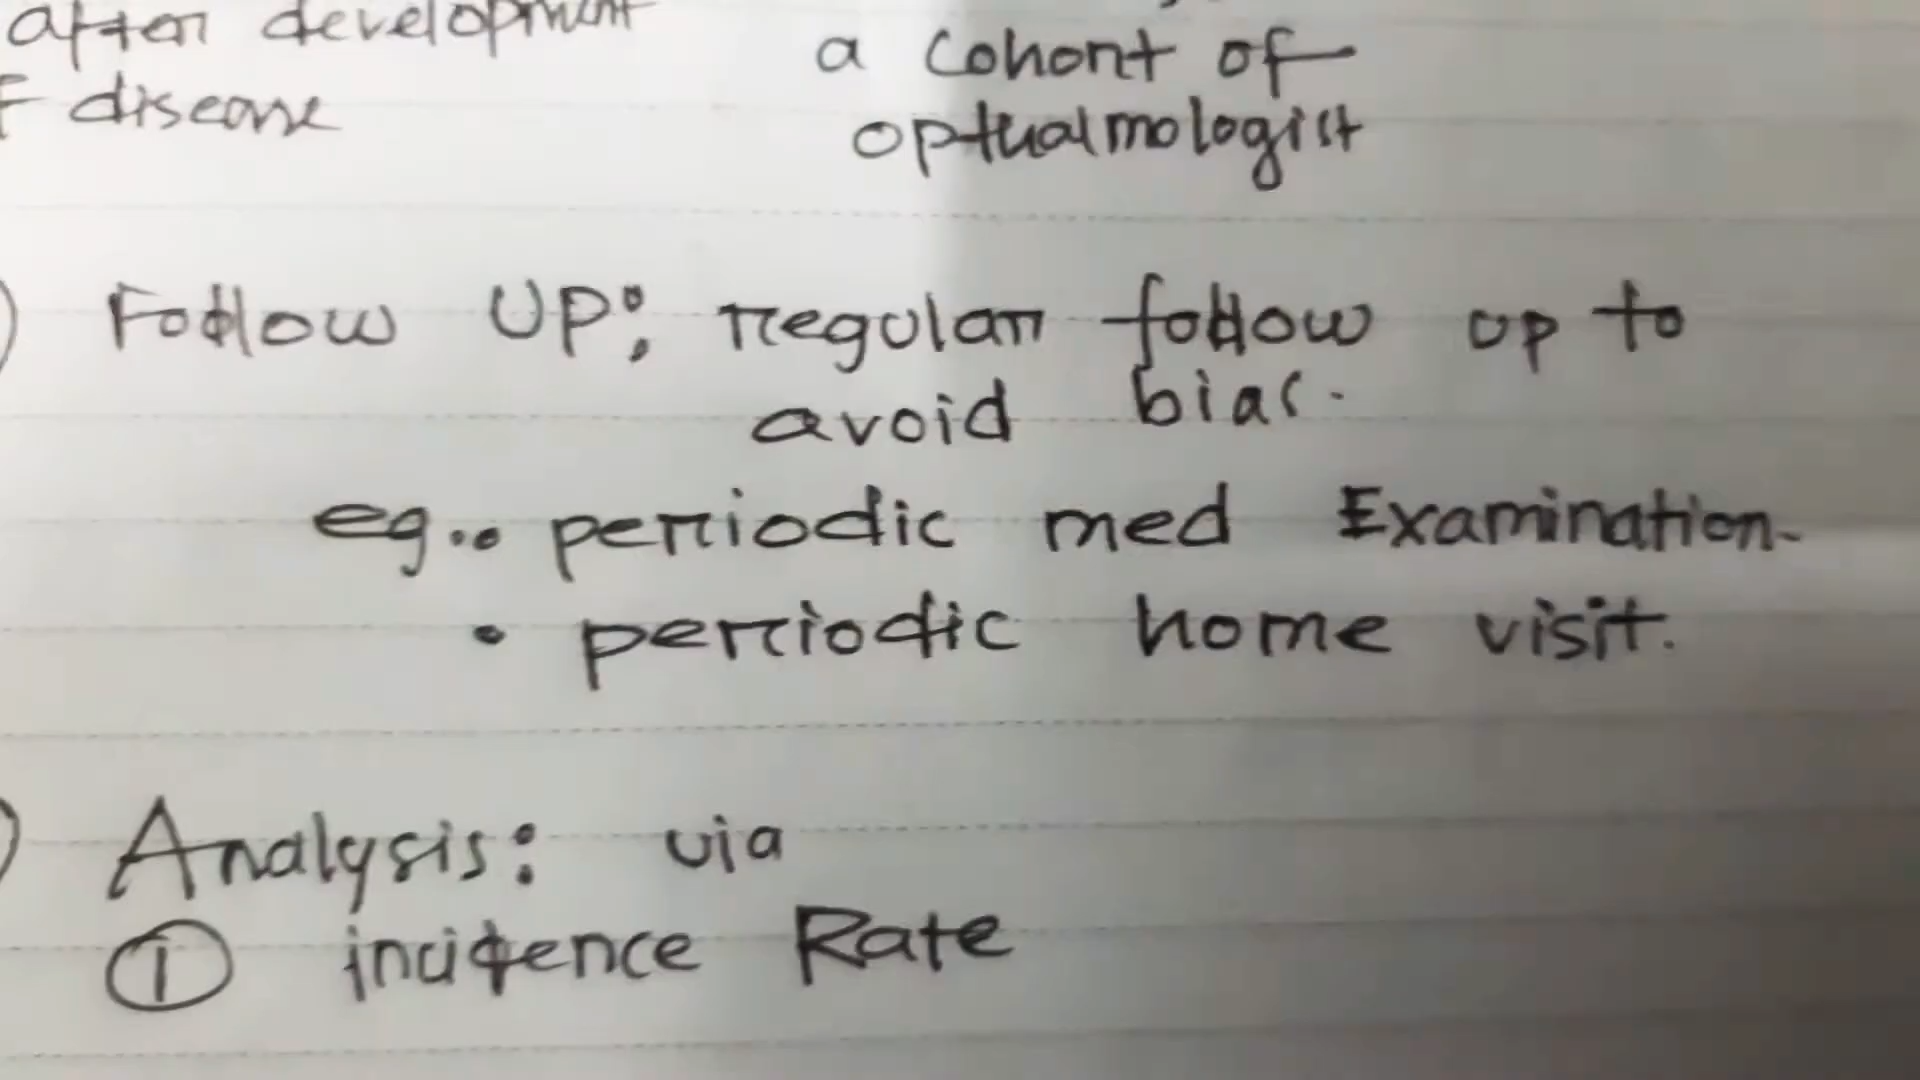 after development
a cohort of
f disease
opthalmologist
) Follow UP: regular follow up to
avoid bias.
eg.. periodic med Examination.
• periodic home visit.
) Analysis: via
① incidence Rate